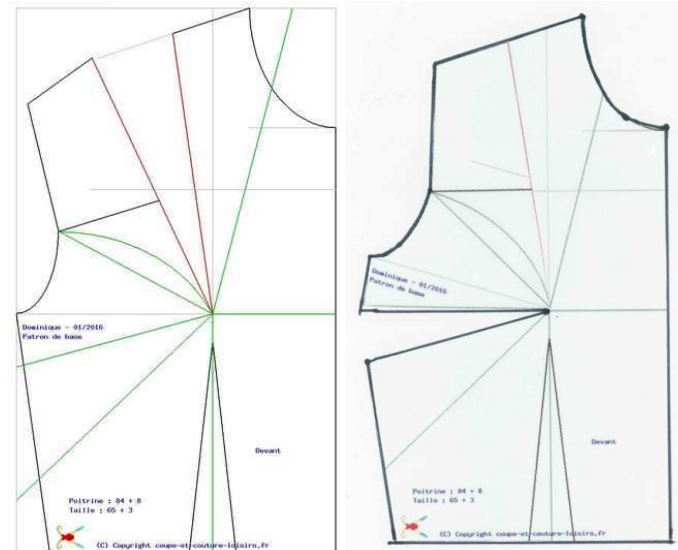 Dominique - 01/2016
Patron de base
Devant
Poitrine : 84 + 8
Taille : 65 + 3
(C) Copyright coupe-et-couture-loisirs.fr
Dominique - 01/2016
Patron de base
Devant
Poitrine : 84 + 8
Taille : 65 + 3
(C) Copyright coupe-et-couture-loisirs,fr